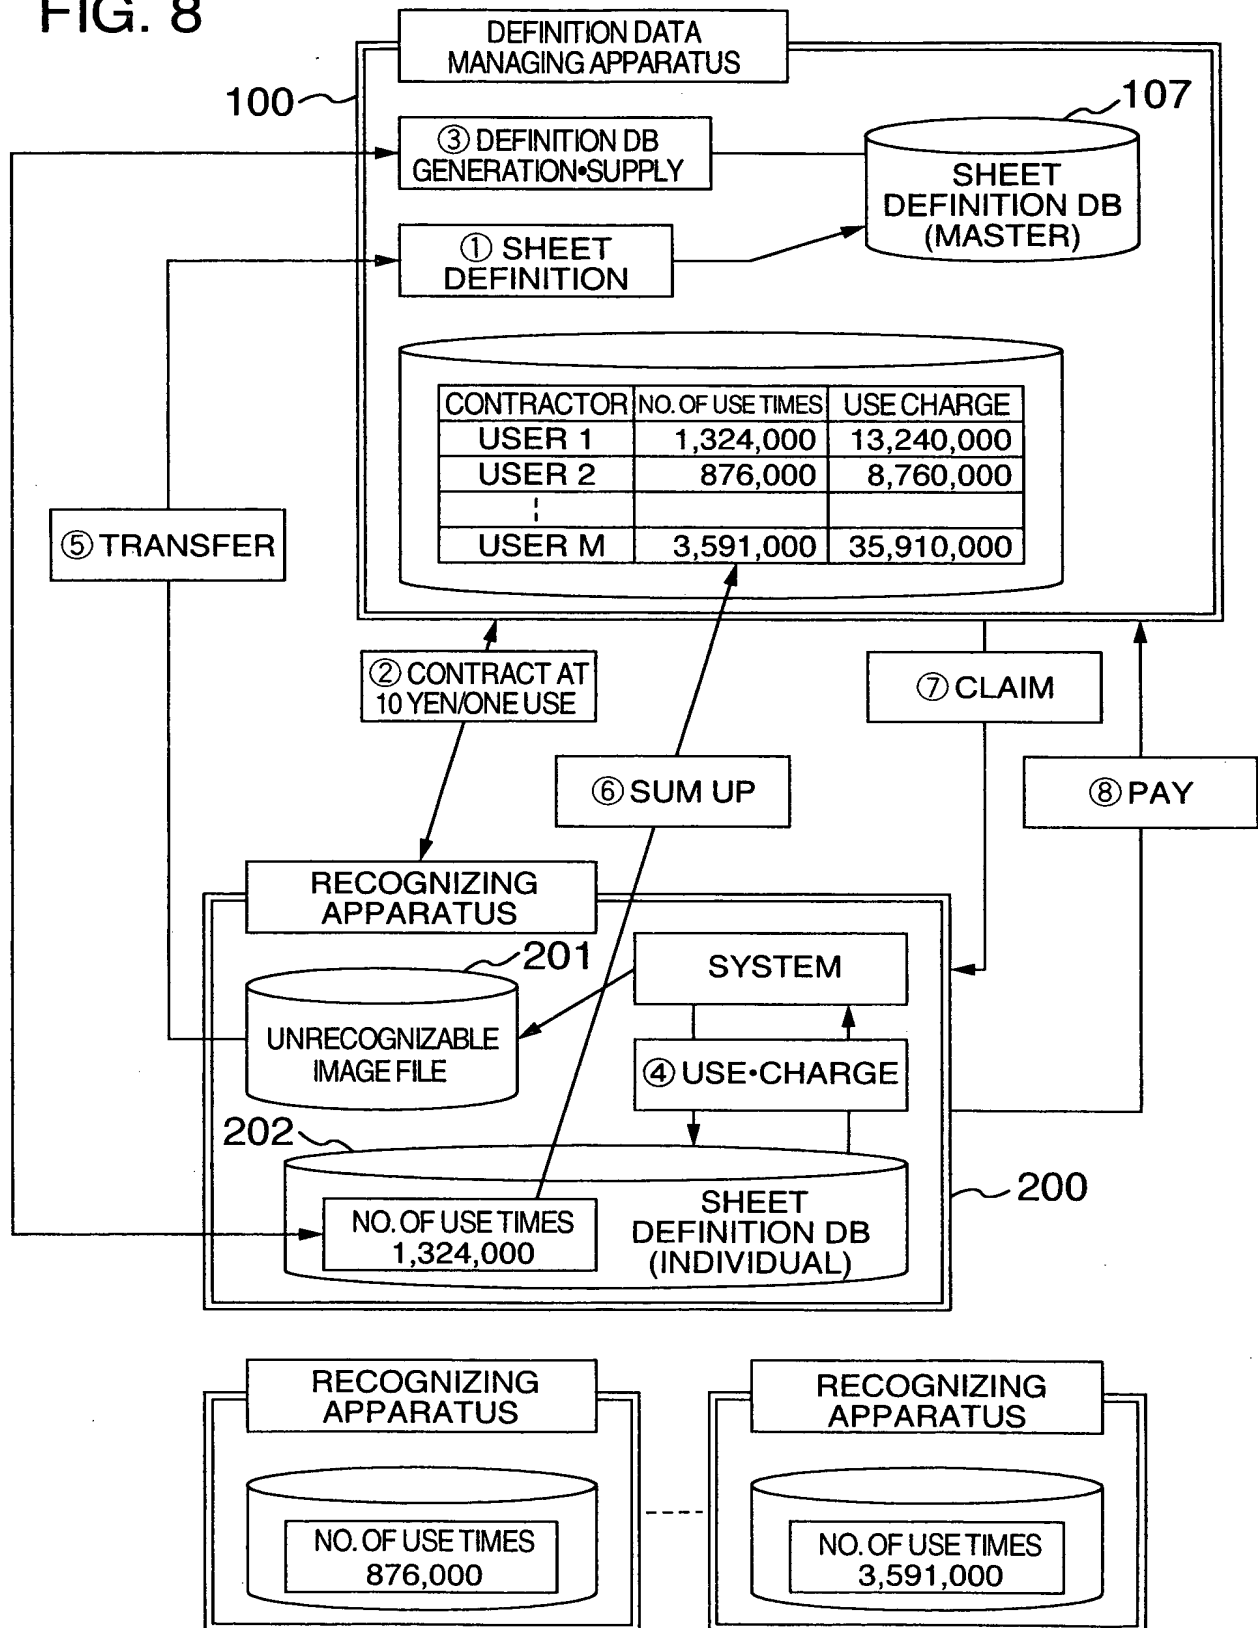 FIG. 8
DEFINITION DATA
MANAGING APPARATUS
100
107
③ DEFINITION DB
GENERATION•SUPPLY
SHEET
DEFINITION DB
(MASTER)
① SHEET
DEFINITION
CONTRACTOR NO. OF USE TIMES USE CHARGE
USER 1 1,324,000 13,240,000
USER 2 876,000 8,760,000
USER M 3,591,000 35,910,000
⑤ TRANSFER
② CONTRACT AT
10 YEN/ONE USE
⑦ CLAIM
⑥ SUM UP
⑧ PAY
RECOGNIZING
APPARATUS
201
SYSTEM
UNRECOGNIZABLE
IMAGE FILE
④ USE•CHARGE
202
200
NO. OF USE TIMES
1,324,000
SHEET
DEFINITION DB
(INDIVIDUAL)
RECOGNIZING
APPARATUS
NO. OF USE TIMES
876,000
RECOGNIZING
APPARATUS
NO. OF USE TIMES
3,591,000